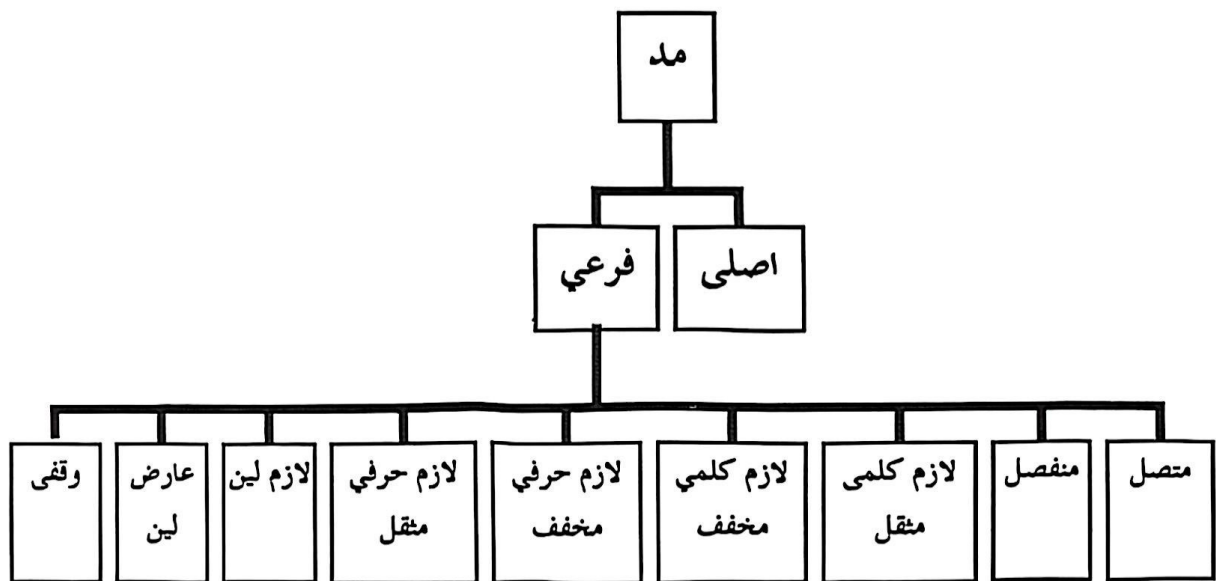 مد
اصلى
فرعي
متصل
منفصل
لازم كلمى
مثقل
لازم كلمي
مخفف
لازم حرفي
مخفف
لازم حرفي
مثقل
لازم لين
عارض
لين
وقفى